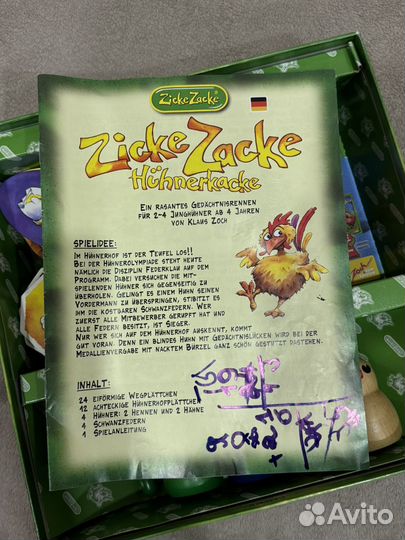 Zicke Zacke
Zicke Zacke
Hühnerkacke
Ein rasantes Gedächtnisrennen
für 2-4 Junghühner ab 4 Jahren
von Klaus Zoch
Spielidee:
Im Hühnerhof ist der Teufel los!!
Bei der Hühnerolympiade steht heute
nämlich die Disziplin Federklau auf dem
Programm. Dabei versuchen die mit-
spielenden Hühner sich gegenseitig zu
überholen. Gelingt es einem Huhn seinen
Vordermann zu überspringen, stibitzt es
ihm die kostbaren Schwanzfedern. Wer
zuerst alle Mitbewerber gerupft hat und
alle Federn besitzt, ist Sieger.
Nur wer sich auf dem Hühnerhof auskennt, kommt
gut voran. Denn ein blindes Huhn mit Gedächtnislücken wird bei der
Medaillenvergabe mit nacktem Bürzel ganz schön gestutzt dastehen.
Inhalt:
24 eiförmige Wegplättchen
12 achteckige Hühnerhofplättchen
4 Hühner: 2 Hennen und 2 Hähne
4 Schwanzfedern
1 Spielanleitung
Avito